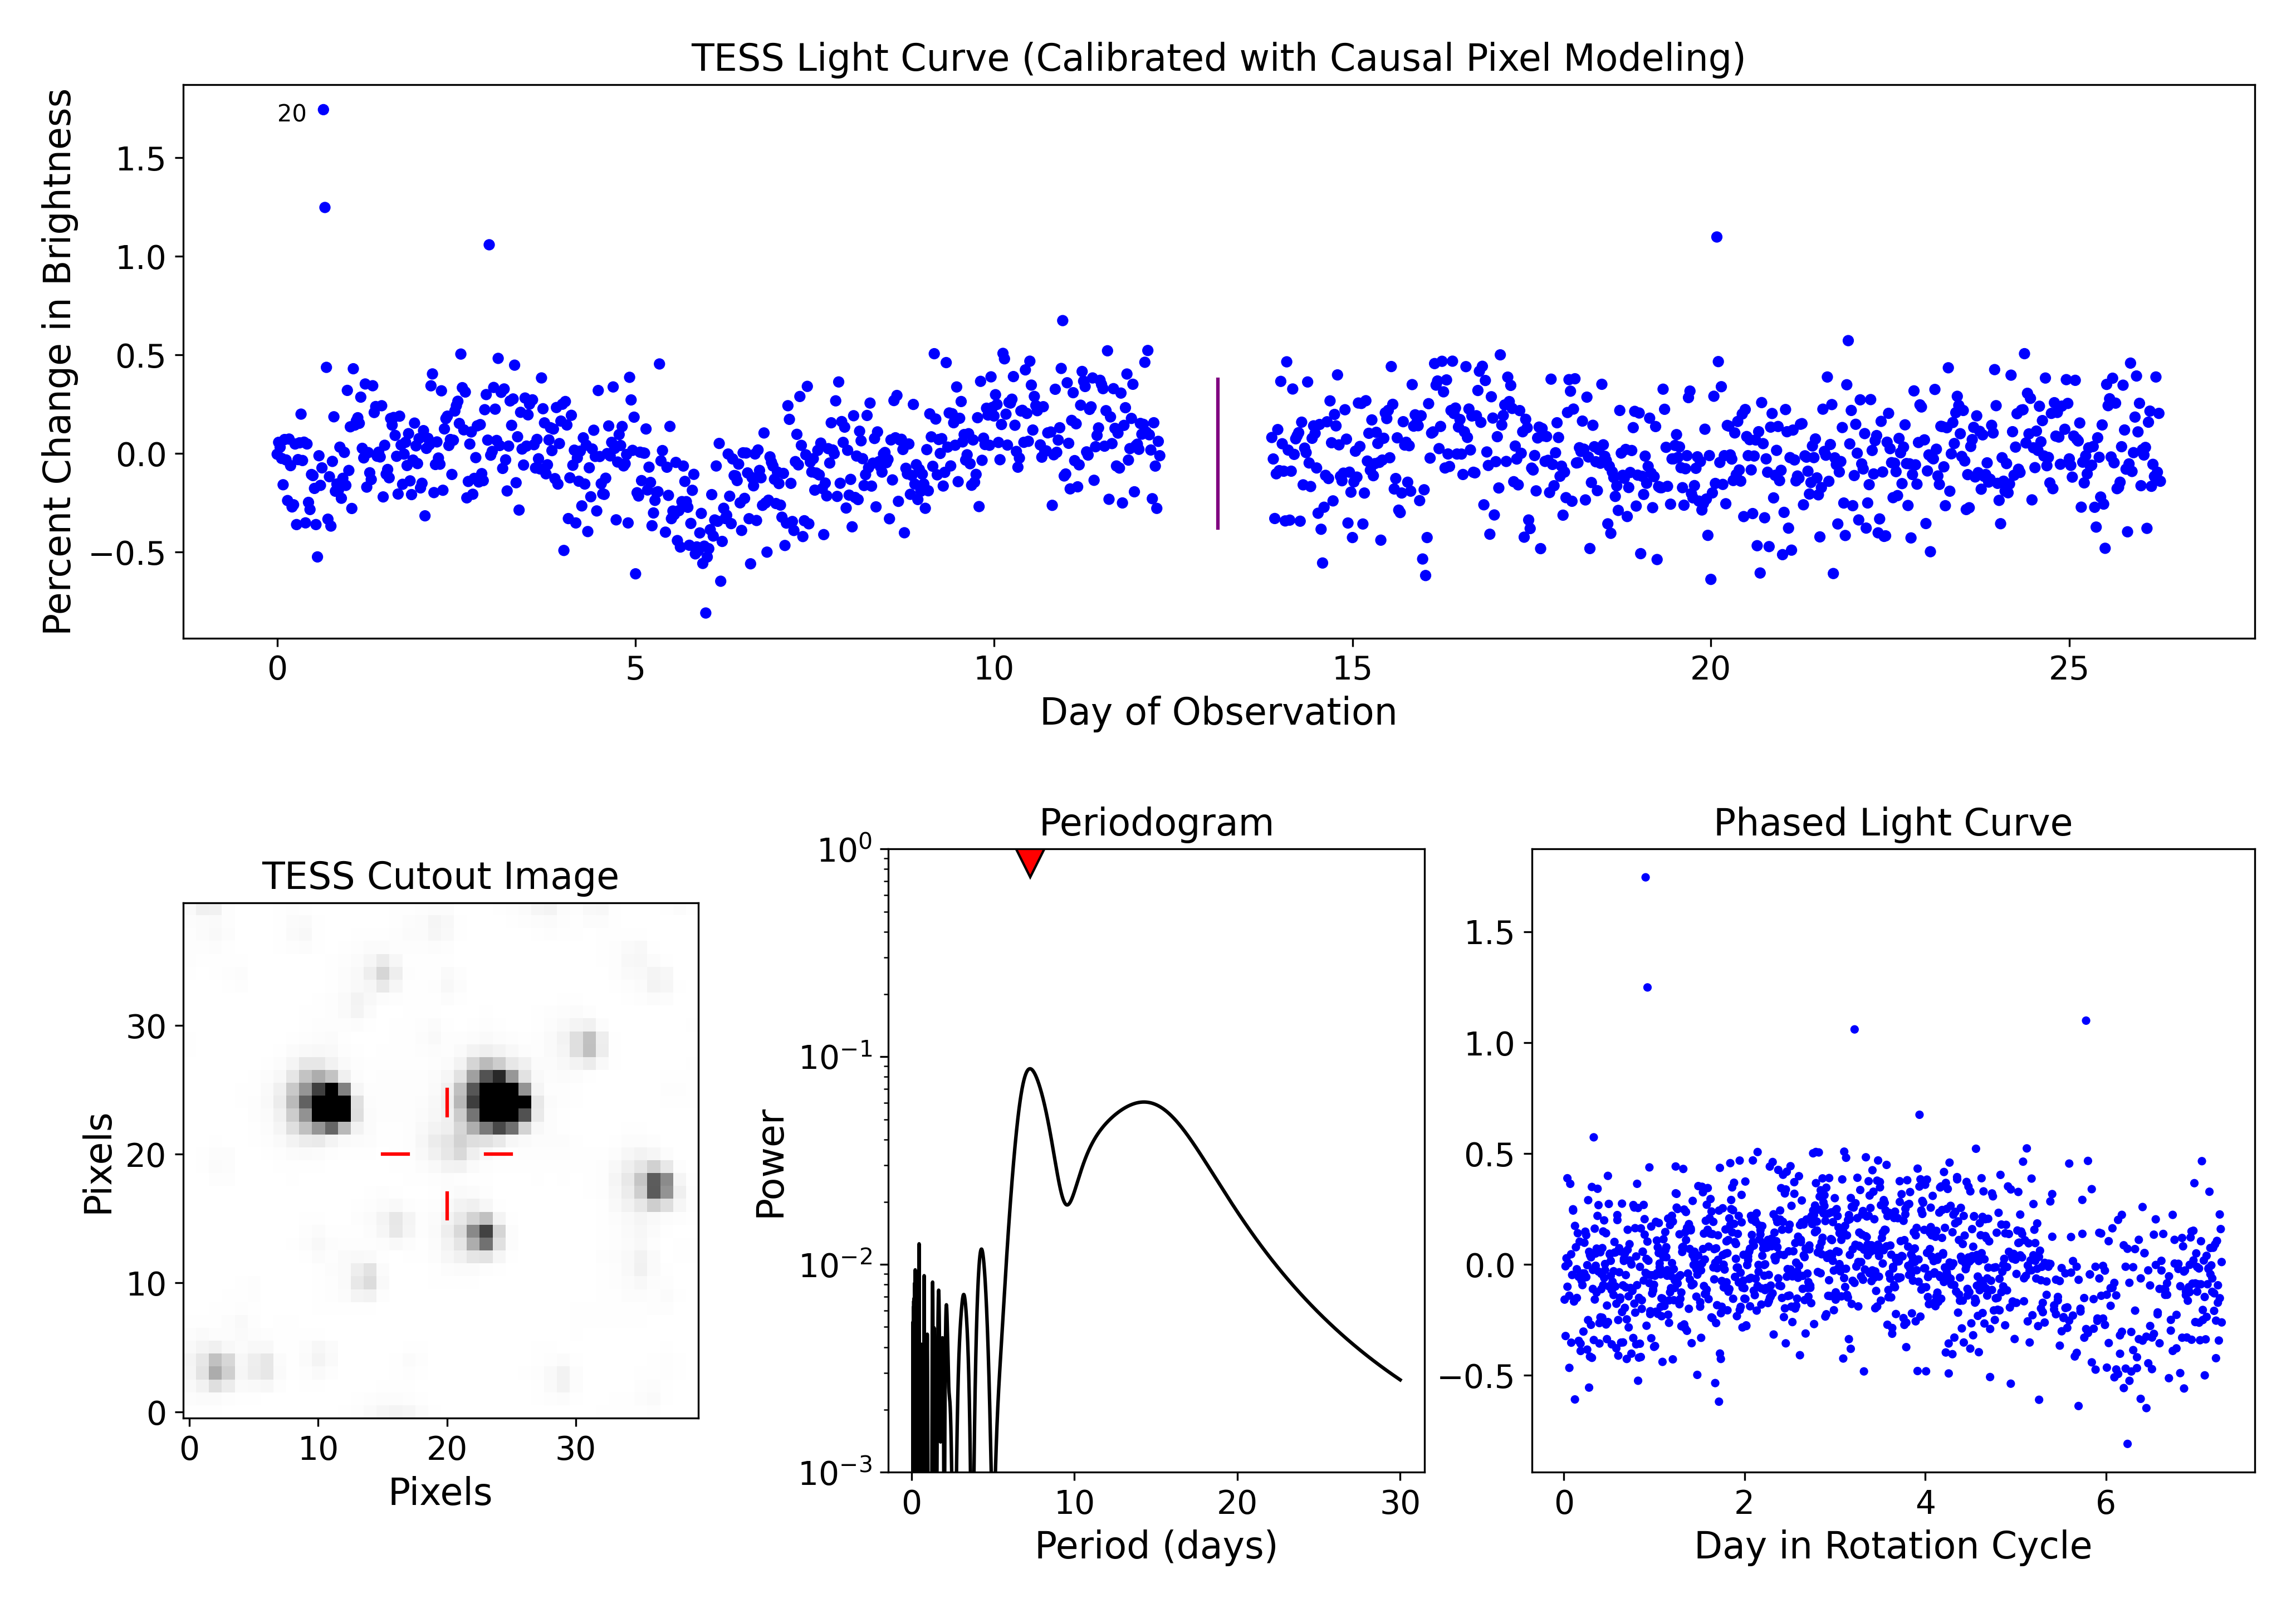 TESS Light Curve (Calibrated with Causal Pixel Modeling)
Percent Change in Brightness
20
1.5
1.0
0.5
0.0
−0.5
0 5 10 15 20 25
Day of Observation
TESS Cutout Image
Pixels
30
20
10
0
0 10 20 30
Pixels
Periodogram
Power
10^0
10^−1
10^−2
10^−3
0 10 20 30
Period (days)
Phased Light Curve
1.5
1.0
0.5
0.0
−0.5
0 2 4 6
Day in Rotation Cycle